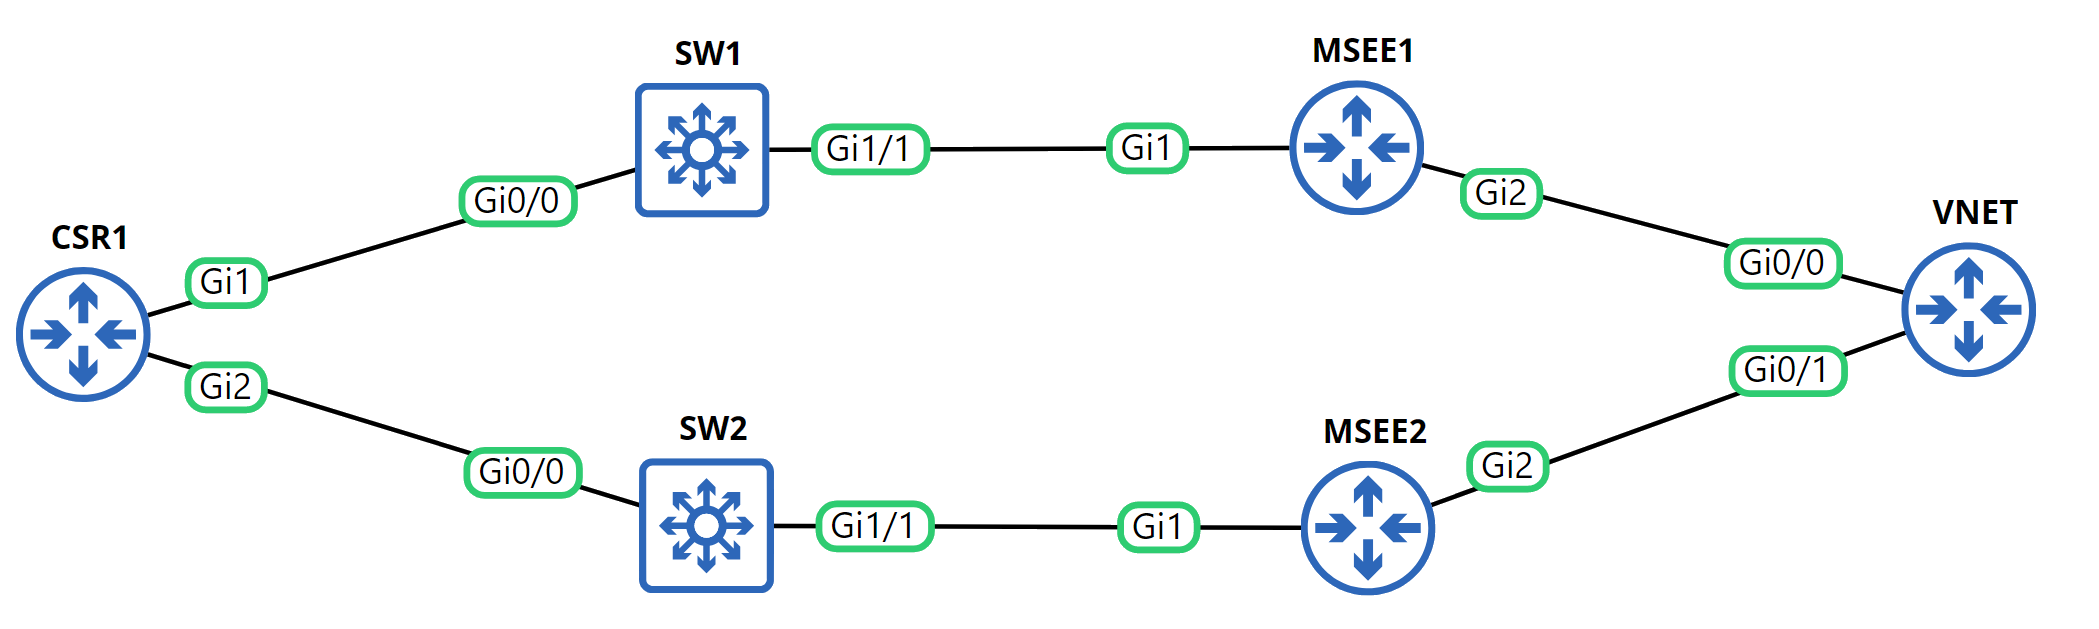 SW1
MSEE1
Gi1/1
Gi1
Gi0/0
Gi2
VNET
CSR1
Gi1
Gi0/0
Gi2
Gi0/1
SW2
MSEE2
Gi0/0
Gi2
Gi1/1
Gi1